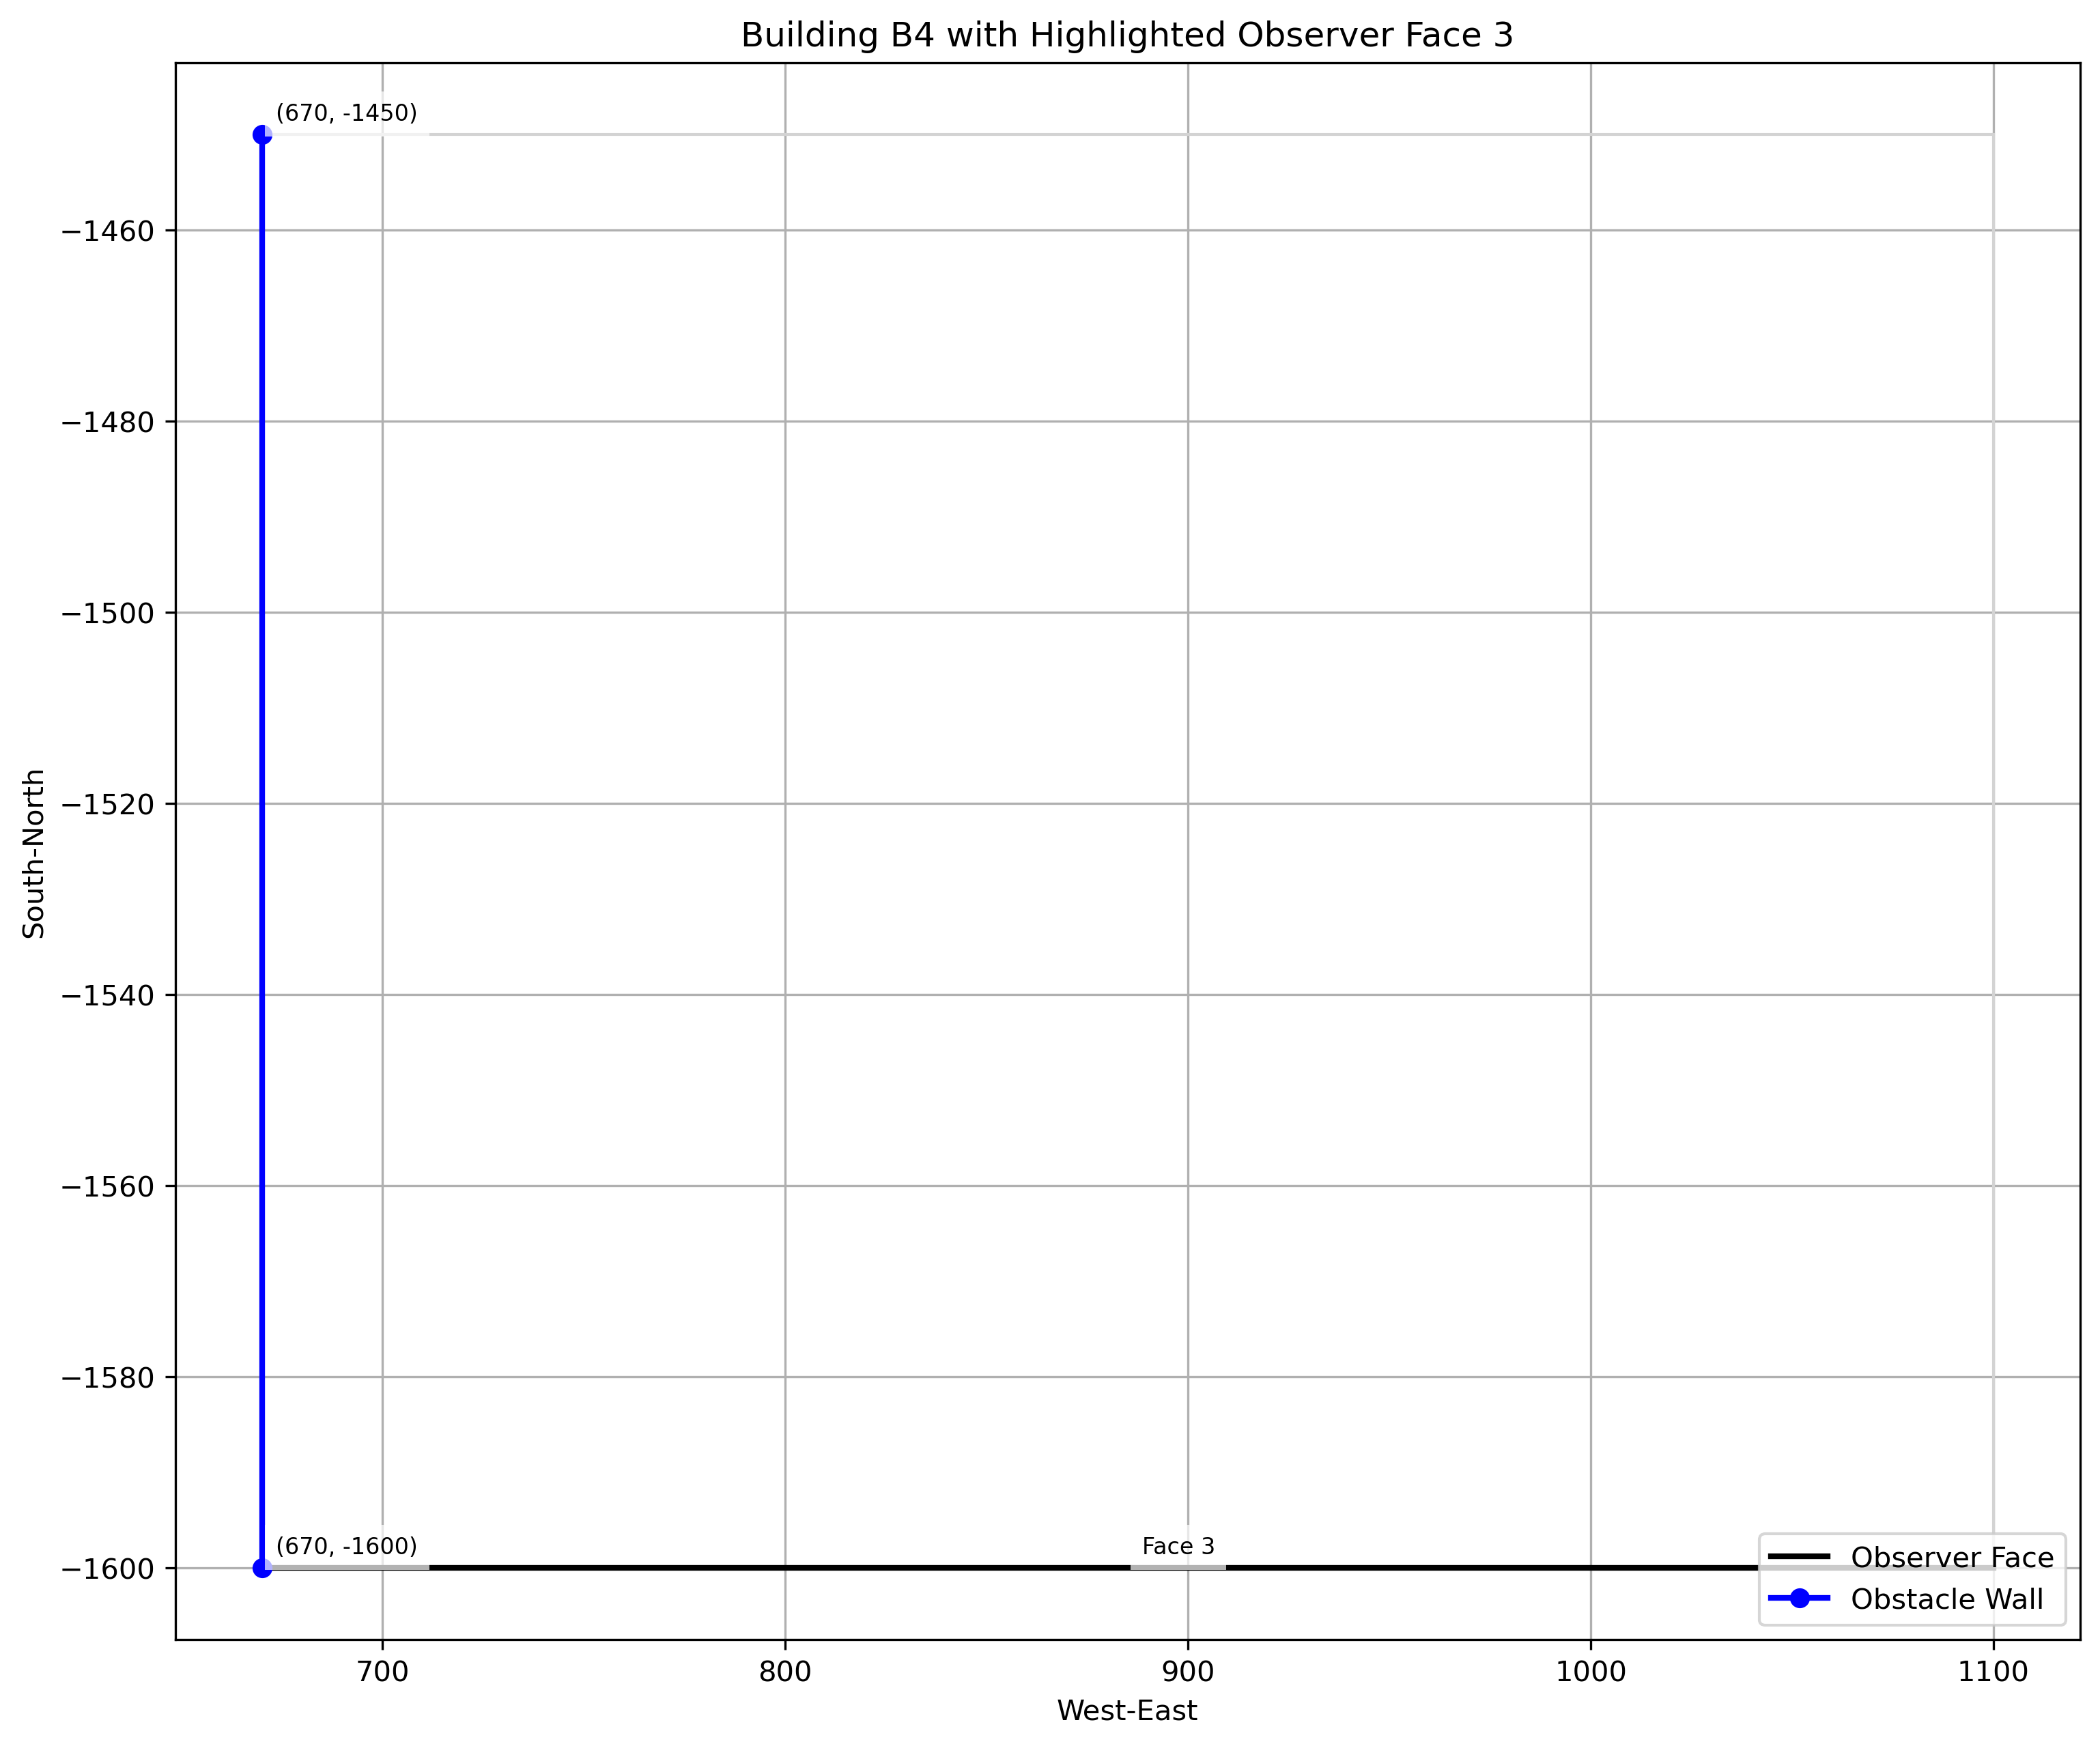 Building B4 with Highlighted Observer Face 3
(670, -1450)
−1460
−1480
−1500
−1520
−1540
−1560
−1580
−1600
South-North
(670, -1600)
Face 3
Observer Face
Obstacle Wall
700
800
900
1000
1100
West-East